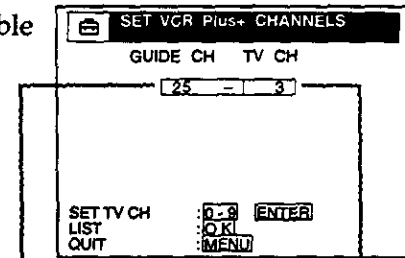 ble
SET VCR Plus+ CHANNELS
GUIDE CH TV CH
25 – 3
SET TV CH : 0 - 9 ENTER
LIST : OK
QUIT : MENU